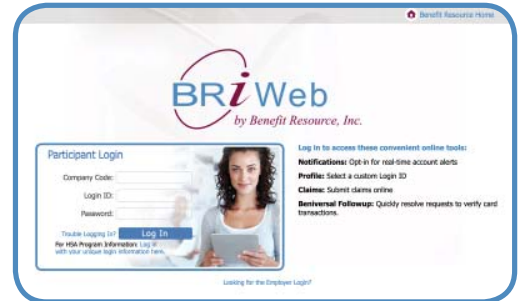 Benefit Resource Home
BRiWeb
by Benefit Resource, Inc.
Participant Login
Company Code:
Login ID:
Password:
Trouble Logging In?
Log In
For HSA Program Information: Log in
with your unique login information here.
Log in to access these convenient online tools:
Notifications: Opt-in for real-time account alerts
Profile: Select a custom Login ID
Claims: Submit claims online
Beniversal Followup: Quickly resolve requests to verify card
transactions.
Looking for the Employer Login?